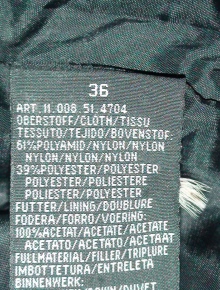 36
ART. 11 008. 51. 4704
OBERSTOFF/CLOTH/TISSU
TESSUTO/TEJIDO/BOVENSTOF:
61%POLYAMID/NYLON/NYLON
NYLON/NYLON/NYLON
39%POLYESTER/POLYESTER
POLYESTER/POLIESTERE
POLIESTER/POLYESTER
FUTTER/LINING/DOUBLURE
FODERA/FORRO/VOERING:
100%ACETAT/ACETATE/ACETATE
ACETATO/ACETATO/ACETAAT
FULLMATERIAL/FILLER/TRIPLURE
IMBOTTETURA/ENTRELETA
BINNENWERK: